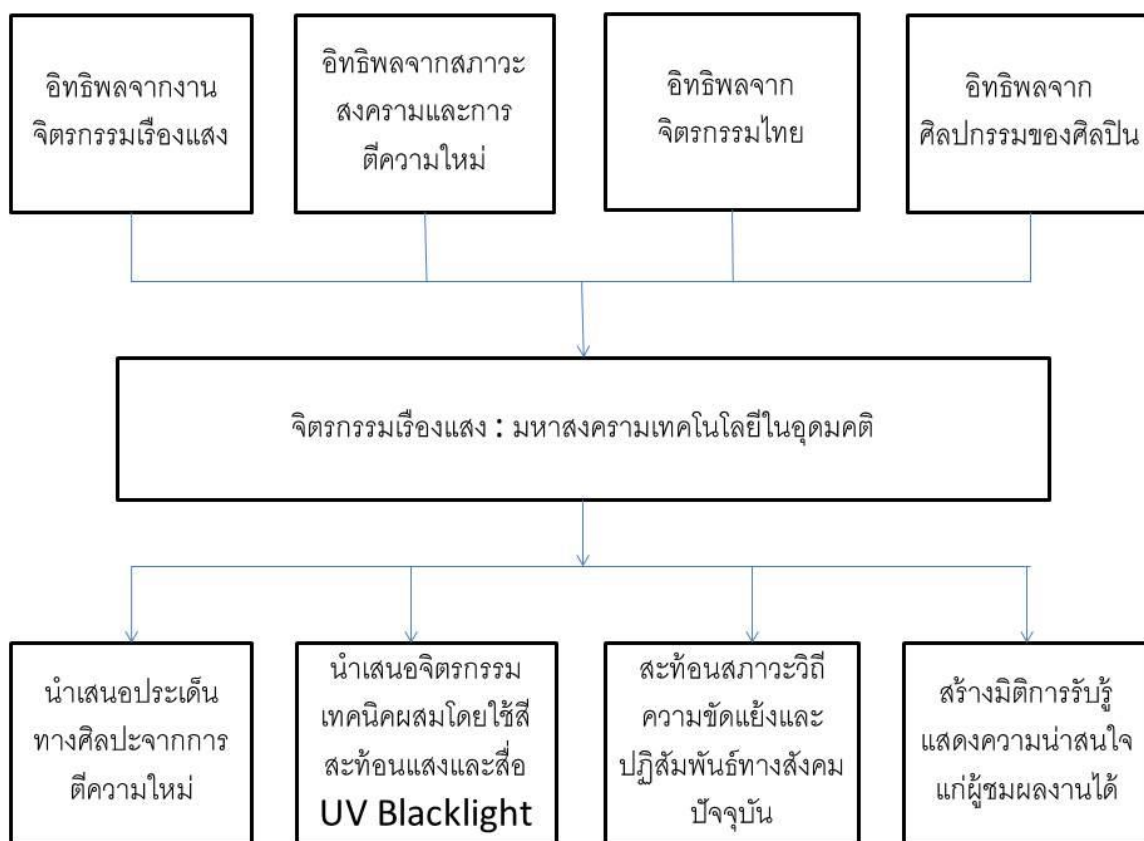 อิทธิพลจากงาน
จิตรกรรมเรืองแสง
อิทธิพลจากสภาวะ
สงครามและการ
ตีความใหม่
อิทธิพลจาก
จิตรกรรมไทย
อิทธิพลจาก
ศิลปกรรมของศิลปิน
จิตรกรรมเรืองแสง : มหาสงครามเทคโนโลยีในอุดมคติ
นำเสนอประเด็น
ทางศิลปะจากการ
ตีความใหม่
นำเสนอจิตรกรรม
เทคนิคผสมโดยใช้สี
สะท้อนแสงและสื่อ
UV Blacklight
สะท้อนสภาวะวิถี
ความขัดแย้งและ
ปฏิสัมพันธ์ทางสังคม
ปัจจุบัน
สร้างมิติการรับรู้
แสดงความน่าสนใจ
แก่ผู้ชมผลงานได้